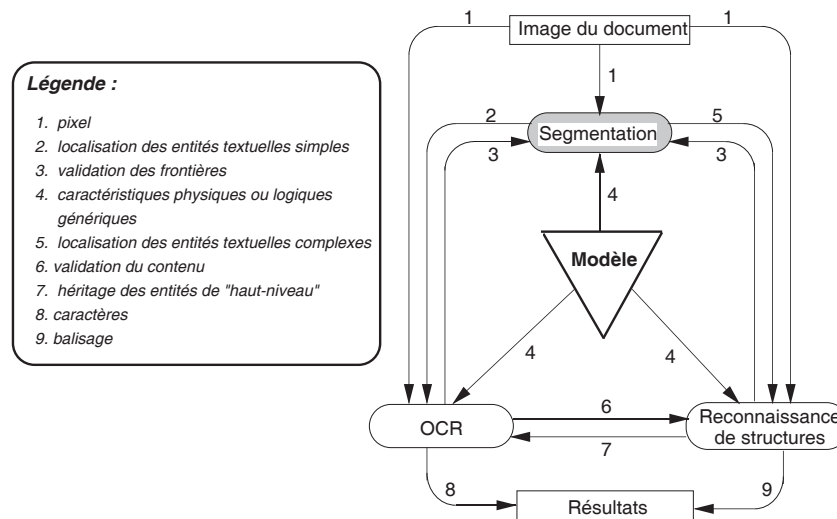 1
Image du document
1
1
Légende :
1. pixel
2. localisation des entités textuelles simples
3. validation des frontières
4. caractéristiques physiques ou logiques
génériques
5. localisation des entités textuelles complexes
6. validation du contenu
7. héritage des entités de "haut-niveau"
8. caractères
9. balisage
2
Segmentation
5
3
3
4
Modèle
4
4
OCR
6
7
Reconnaissance
de structures
8
Résultats
9